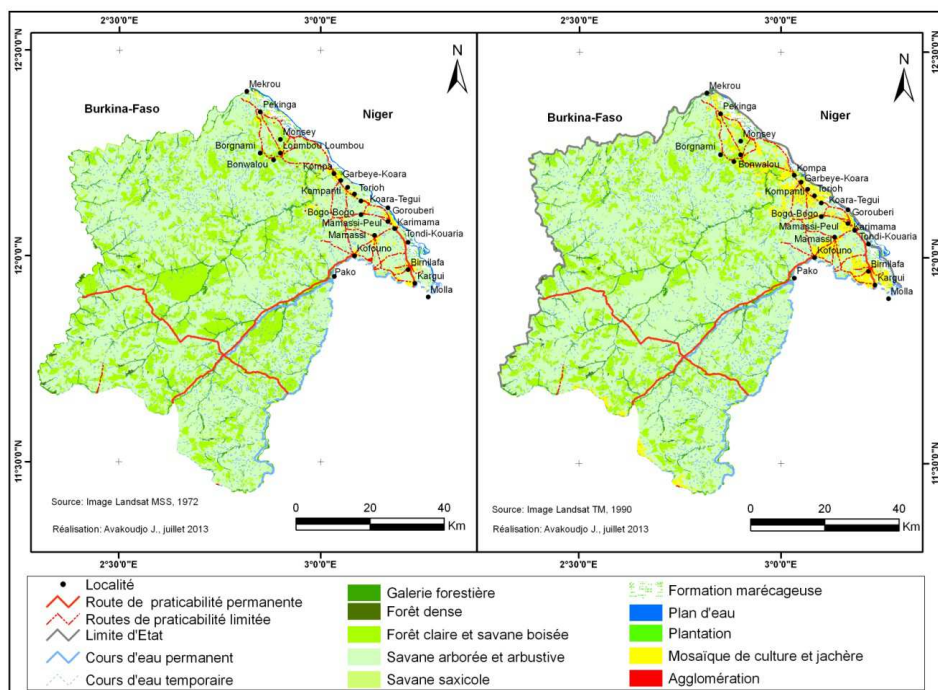 2°30'0"E 3°0'0"E 2°30'0"E 3°0'0"E
12°30'0"N 12°30'0"N
N
Mekrou
Burkina-Faso
Pekinga
Niger
Monsey
Borgnami
Loumbou Loumbou
Bonwalou
Kompa
Garbeye-Koara
Kompanti
Torioh
Koara-Tegui
Bogo-Bogo
Gorouberi
Mamassi-Peul
Karimama
Mamassi
Tondi-Kouaria
Kofouno
12°0'0"N
Pako
Birnilafa
Kargui
Molla
11°30'0"N
Source: Image Landsat MSS, 1972
Réalisation: Avakoudjo J., juillet 2013
0 20 40
Km
2°30'0"E 3°0'0"E
N
Mekrou
Burkina-Faso
Pekinga
Niger
Monsey
Borgnami
Bonwalou
Kompa
Garbeye-Koara
Kompanti
Torioh
Koara-Tegui
Bogo-Bogo
Gorouberi
Mamassi-Peul
Karimama
Mamassi
Tondi-Kouaria
Kofouno
12°0'0"N
Pako
Birnilafa
Kargui
Molla
11°30'0"N
Source: Image Landsat TM, 1990
Réalisation: Avakoudjo J., juillet 2013
0 20 40
Km
2°30'0"E 3°0'0"E
Localité
Route de praticabilité permanente
Routes de praticabilité limitée
Limite d'Etat
Cours d'eau permanent
Cours d'eau temporaire
Galerie forestière
Forêt dense
Forêt claire et savane boisée
Savane arborée et arbustive
Savane saxicole
Formation marécageuse
Plan d'eau
Plantation
Mosaïque de culture et jachère
Agglomération